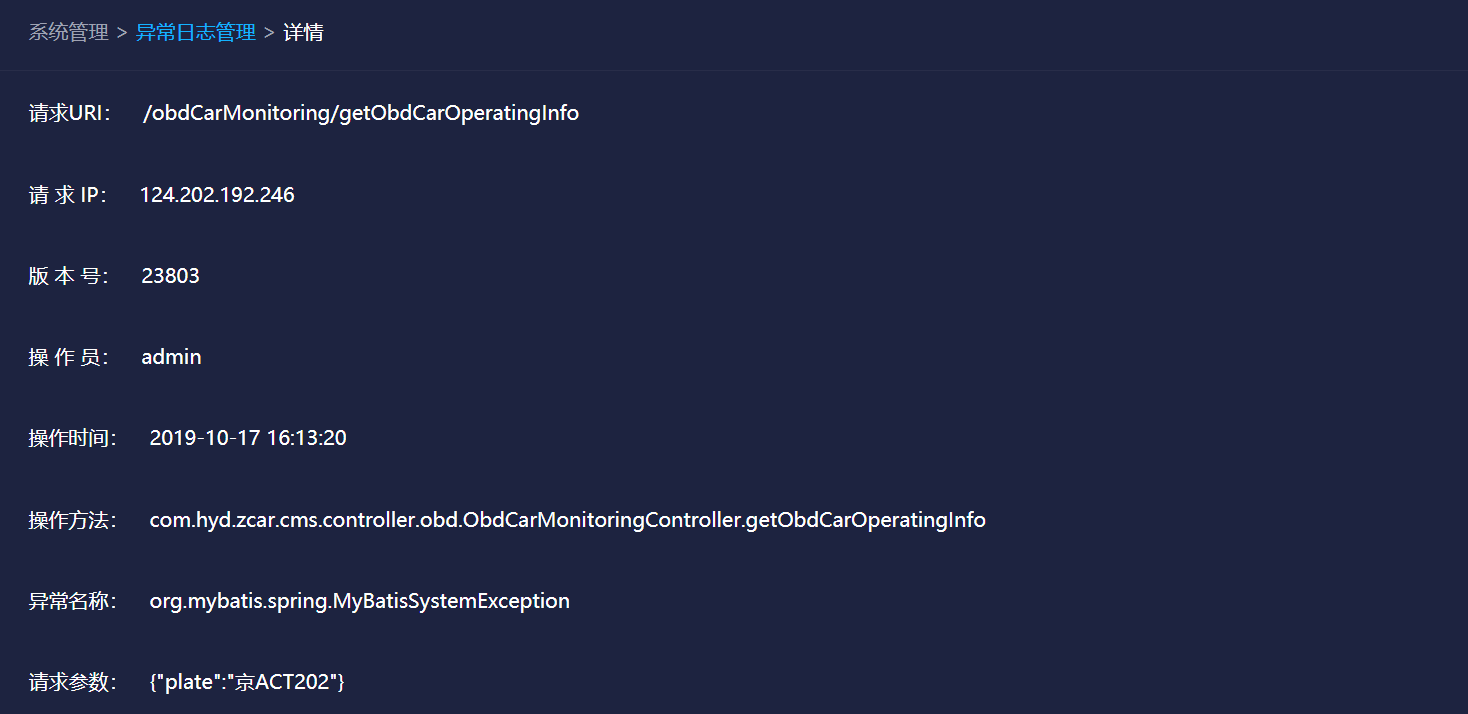 系统管理 > 异常日志管理 > 详情
请求URI： /obdCarMonitoring/getObdCarOperatingInfo
请 求 IP： 124.202.192.246
版 本 号： 23803
操 作 员： admin
操作时间： 2019-10-17 16:13:20
操作方法： com.hyd.zcar.cms.controller.obd.ObdCarMonitoringController.getObdCarOperatingInfo
异常名称： org.mybatis.spring.MyBatisSystemException
请求参数： {"plate":"京ACT202"}